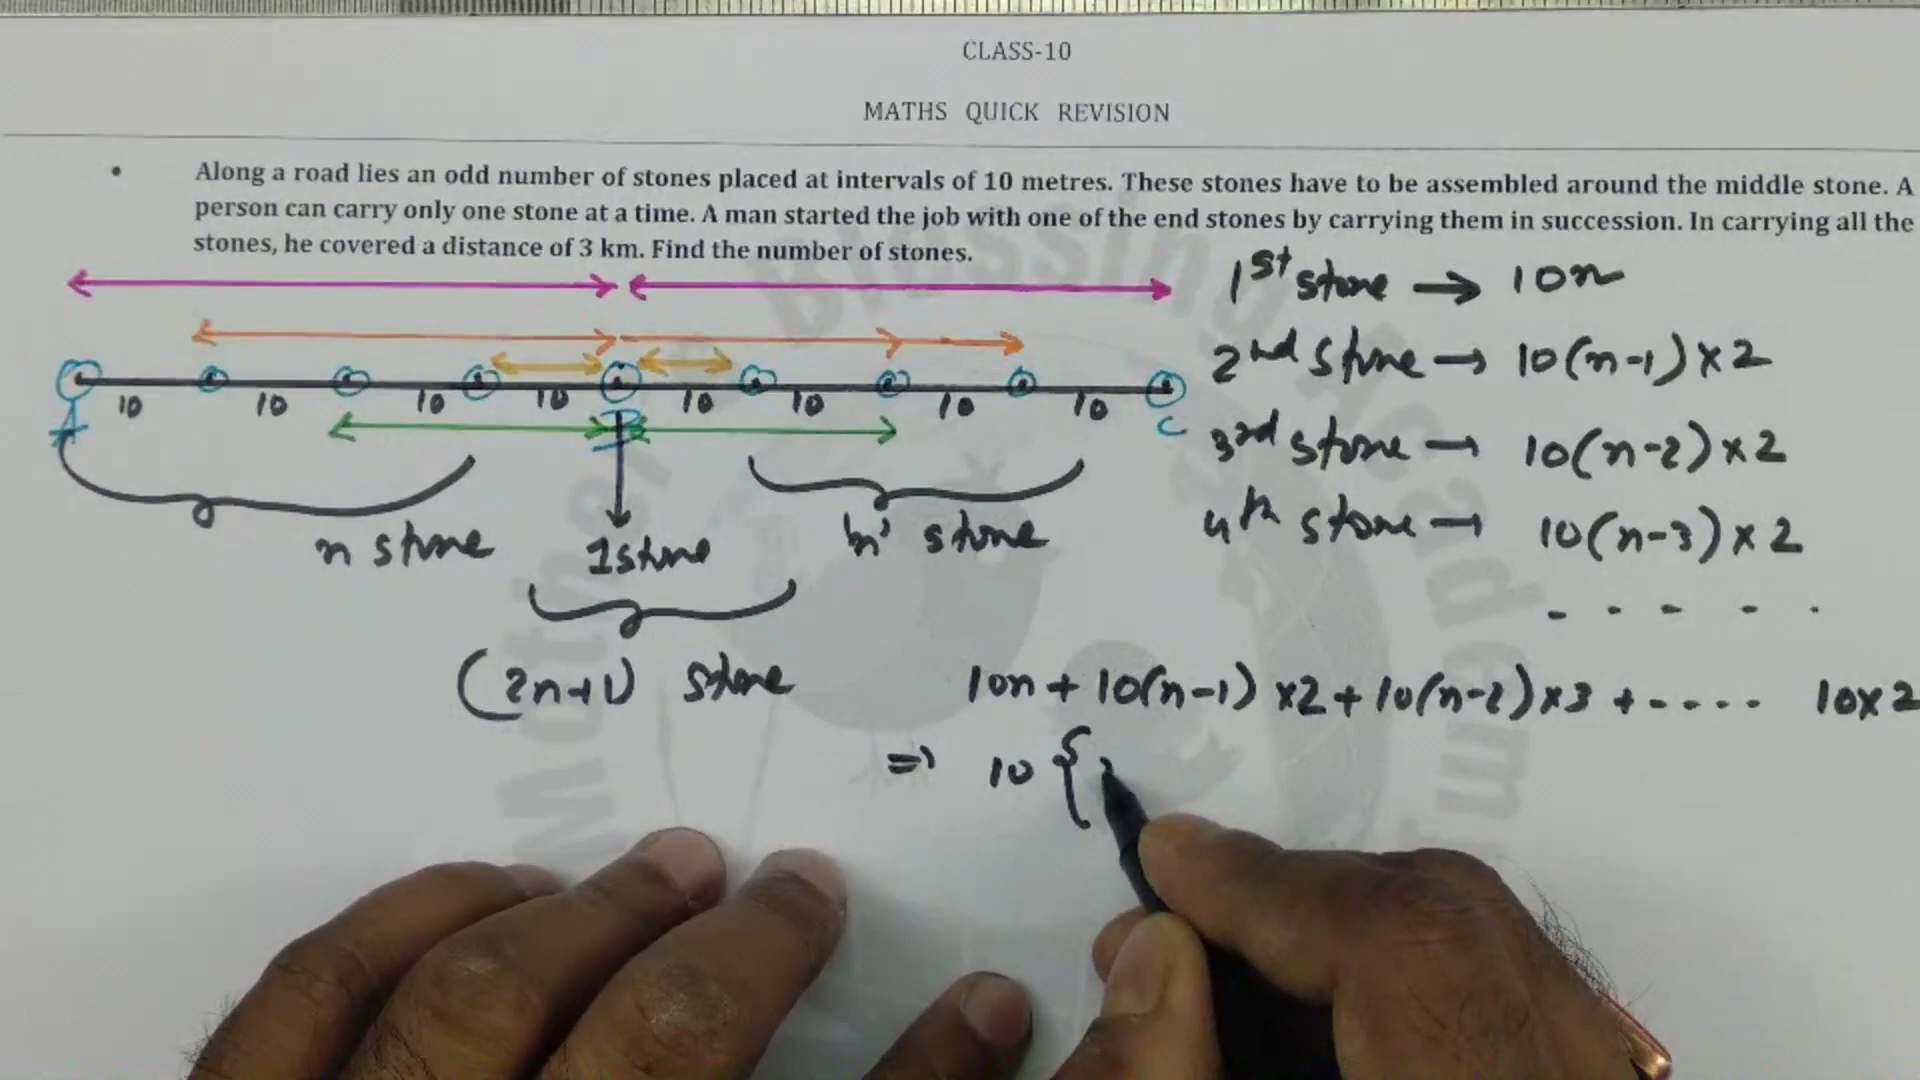 CLASS-10
MATHS QUICK REVISION
• Along a road lies an odd number of stones placed at intervals of 10 metres. These stones have to be assembled around the middle stone. A
person can carry only one stone at a time. A man started the job with one of the end stones by carrying them in succession. In carrying all the
stones, he covered a distance of 3 km. Find the number of stones.
10 10 10 10 10 10 10 10
A B C
n stone 1 stone 'n' stone
(2n+1) stone
1st stone → 10n
2nd stone → 10(n-1)×2
3rd stone → 10(n-2)×2
4th stone → 10(n-3)×2
- - - - .
10n + 10(n-1)×2 + 10(n-2)×3 + - - - - 10×2
⇒ 10 {
Mother Blessing Academ